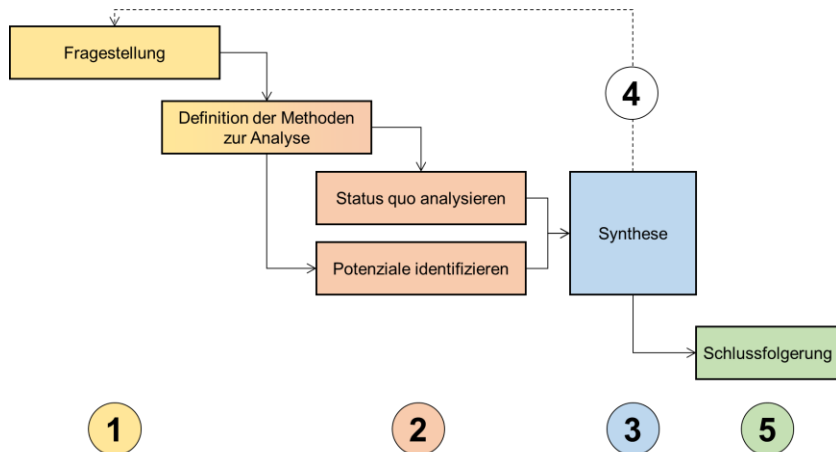 Fragestellung
4
Definition der Methoden
zur Analyse
Status quo analysieren
Synthese
Potenziale identifizieren
Schlussfolgerung
1
2
3
5